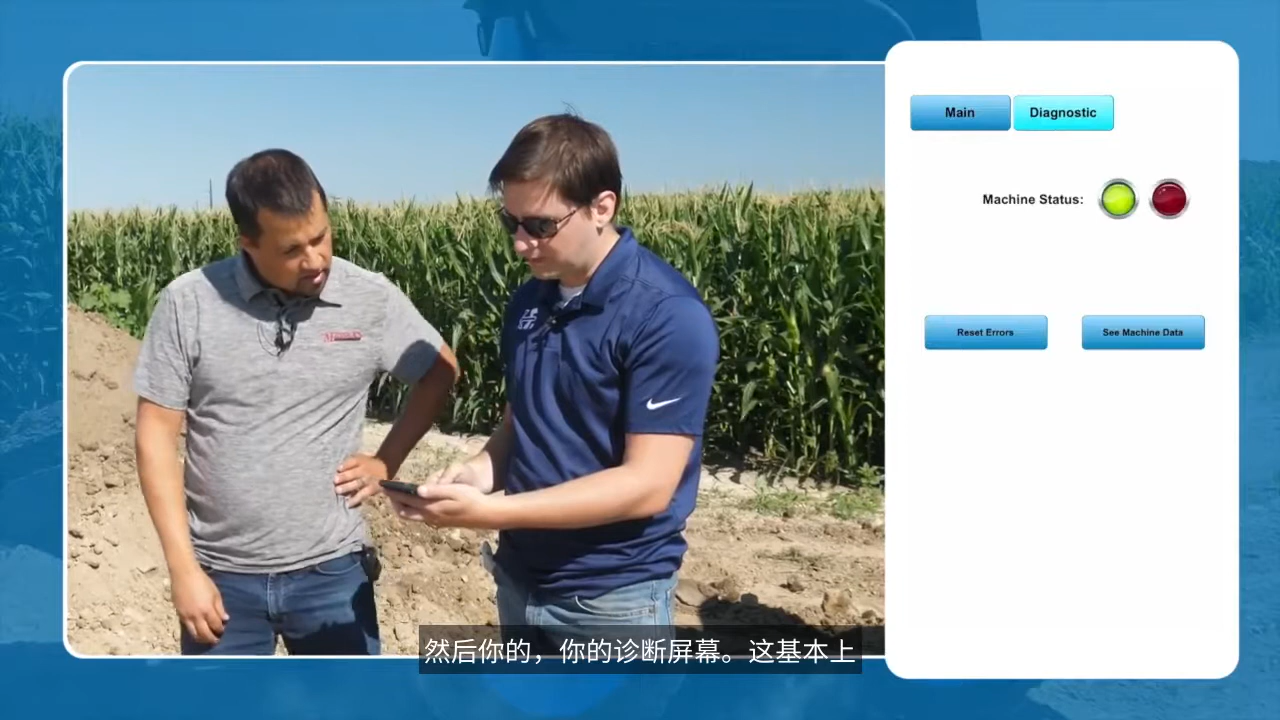 Main
Diagnostic
Machine Status:
Reset Errors
See Machine Data
然后你的，你的诊断屏幕。这基本上